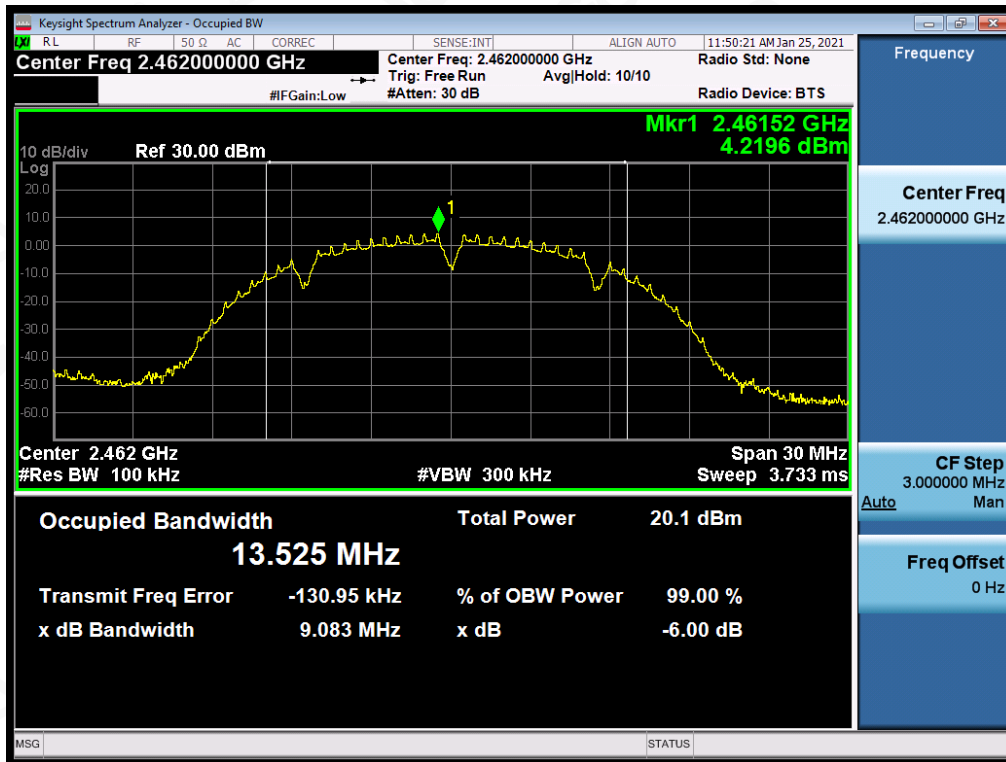 Keysight Spectrum Analyzer - Occupied BW
LXI RL RF 50 Ω AC CORREC SENSE:INT ALIGN AUTO 11:50:21 AM Jan 25, 2021
Center Freq 2.462000000 GHz
Center Freq: 2.462000000 GHz Radio Std: None
Trig: Free Run Avg|Hold: 10/10
#IFGain:Low #Atten: 30 dB Radio Device: BTS
Frequency
Mkr1 2.46152 GHz
4.2196 dBm
10 dB/div Ref 30.00 dBm
Log
20.0
10.0
0.00
-10.0
-20.0
-30.0
-40.0
-50.0
-60.0
1
Center 2.462 GHz Span 30 MHz
#Res BW 100 kHz #VBW 300 kHz Sweep 3.733 ms
Occupied Bandwidth Total Power 20.1 dBm
13.525 MHz
Transmit Freq Error -130.95 kHz % of OBW Power 99.00 %
x dB Bandwidth 9.083 MHz x dB -6.00 dB
Center Freq
2.462000000 GHz
CF Step
3.000000 MHz
Auto Man
Freq Offset
0 Hz
MSG STATUS